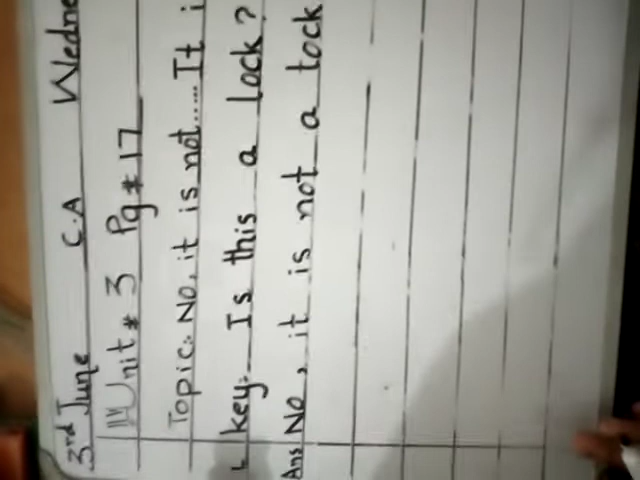 3rd June C.A Wedne
Unit # 3 Pg # 17
Topic:- No, it is not..... It i
key:- Is this a lock?
Ans No, it is not a lock